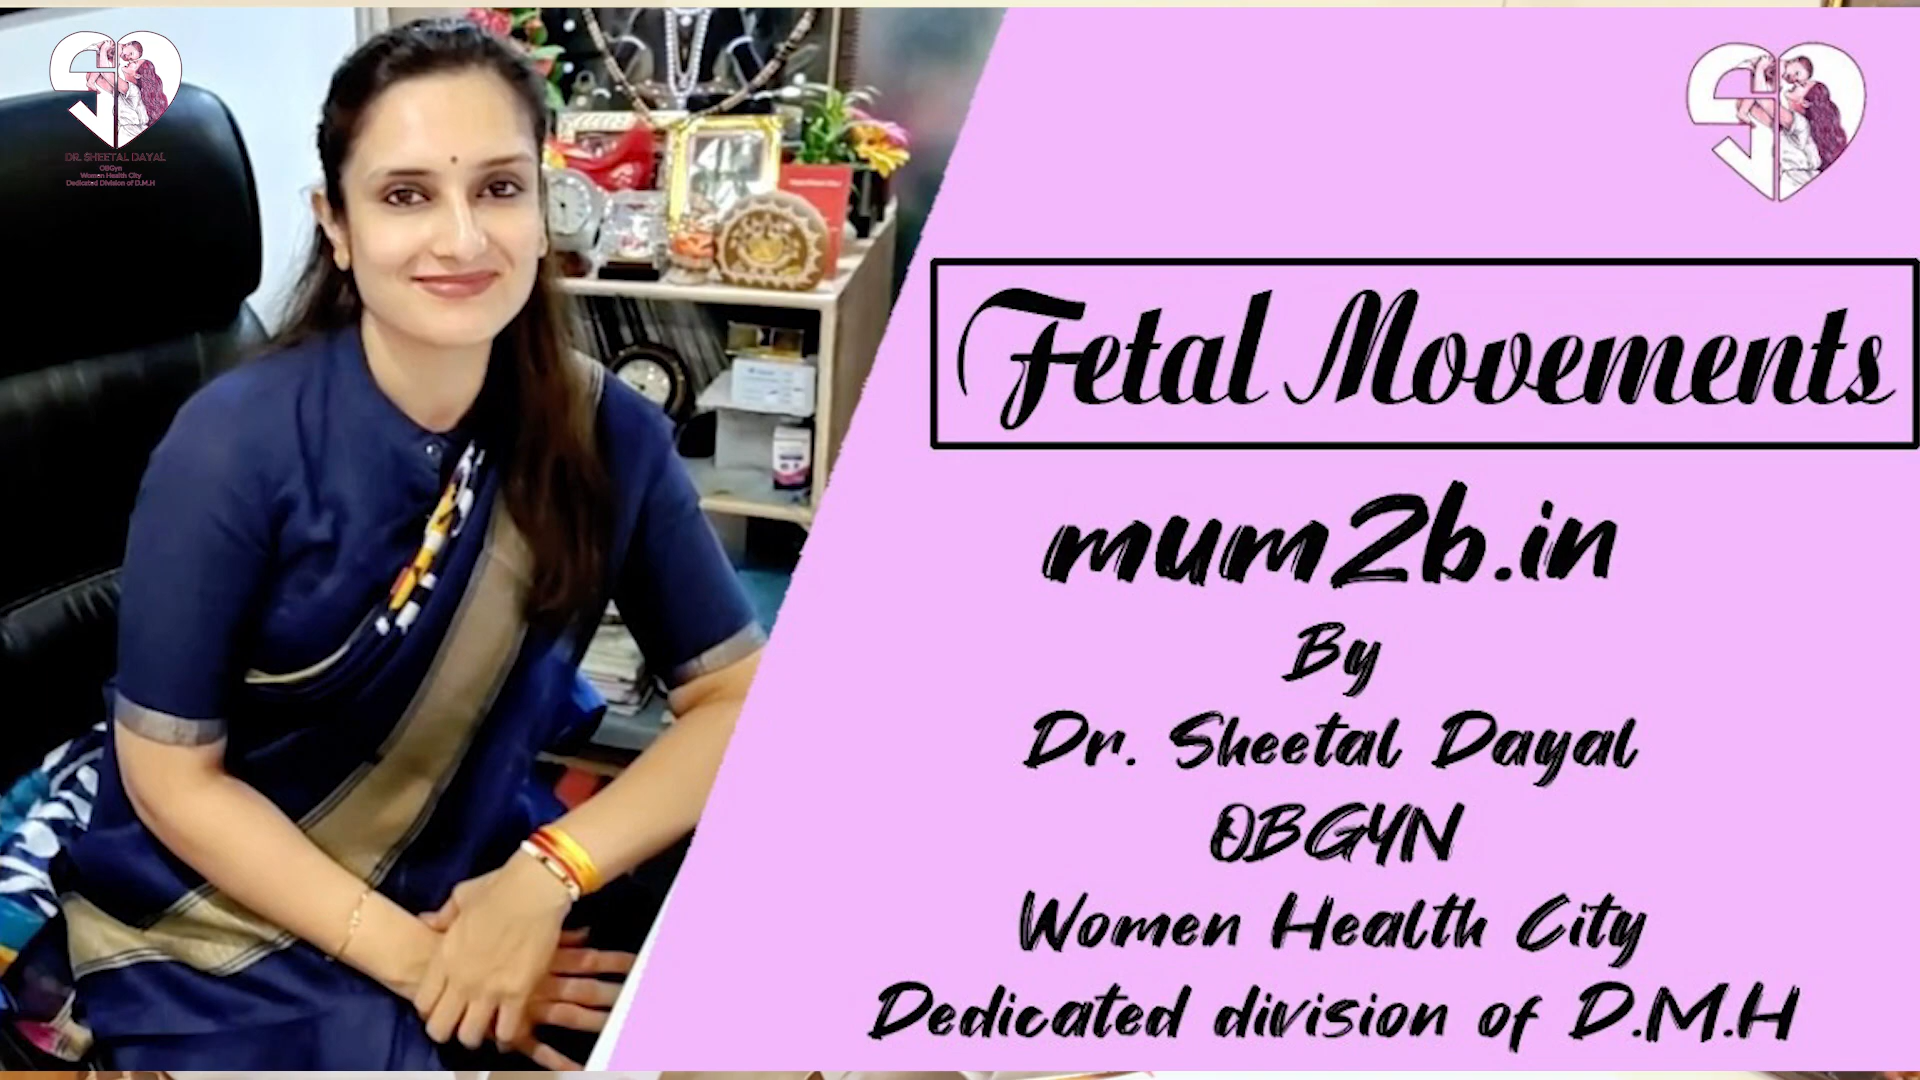 DR. SHEETAL DAYAL
OBGyn
Women Health City
Dedicated Division of D.M.H
Fetal Movements
mum2b.in
By
Dr. Sheetal Dayal
OBGYN
Women Health City
Dedicated division of D.M.H